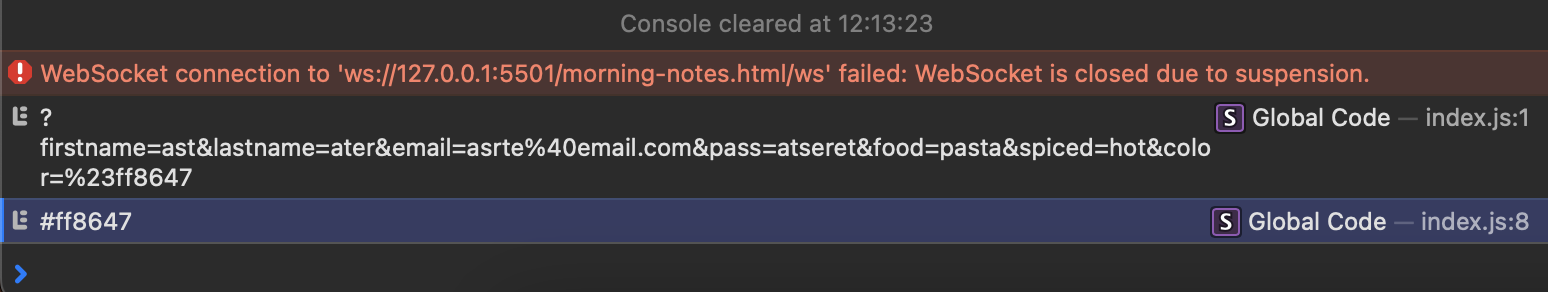 Console cleared at 12:13:23
WebSocket connection to 'ws://127.0.0.1:5501/morning-notes.html/ws' failed: WebSocket is closed due to suspension.
? S Global Code — index.js:1
firstname=ast&lastname=ater&email=asrte%40email.com&pass=atseret&food=pasta&spiced=hot&colo
r=%23ff8647
#ff8647 S Global Code — index.js:8